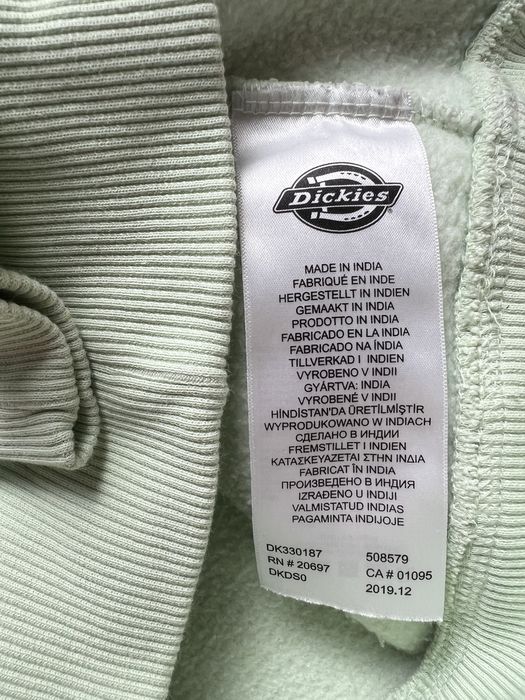 Dickies
MADE IN INDIA
FABRIQUÉ EN INDE
HERGESTELLT IN INDIEN
GEMAAKT IN INDIA
PRODOTTO IN INDIA
FABRICADO EN LA INDIA
FABRICADO NA ÍNDIA
TILLVERKAD I INDIEN
VYROBENO V INDII
GYÁRTVA: INDIA
VYROBENÉ V INDII
HİNDİSTAN'DA ÜRETİLMİŞTİR
WYPRODUKOWANO W INDIACH
СДЕЛАНО В ИНДИИ
FREMSTILLET I INDIEN
ΚΑΤΑΣΚΕΥΑΖΕΤΑΙ ΣΤΗΝ ΙΝΔΙΑ
FABRICAT ÎN INDIA
ПРОИЗВЕДЕНО В ИНДИЯ
IZRAĐENO U INDIJI
VALMISTATUD INDIAS
PAGAMINTA INDIJOJE
DK330187 508579
RN # 20697 CA # 01095
DKDS0 2019.12